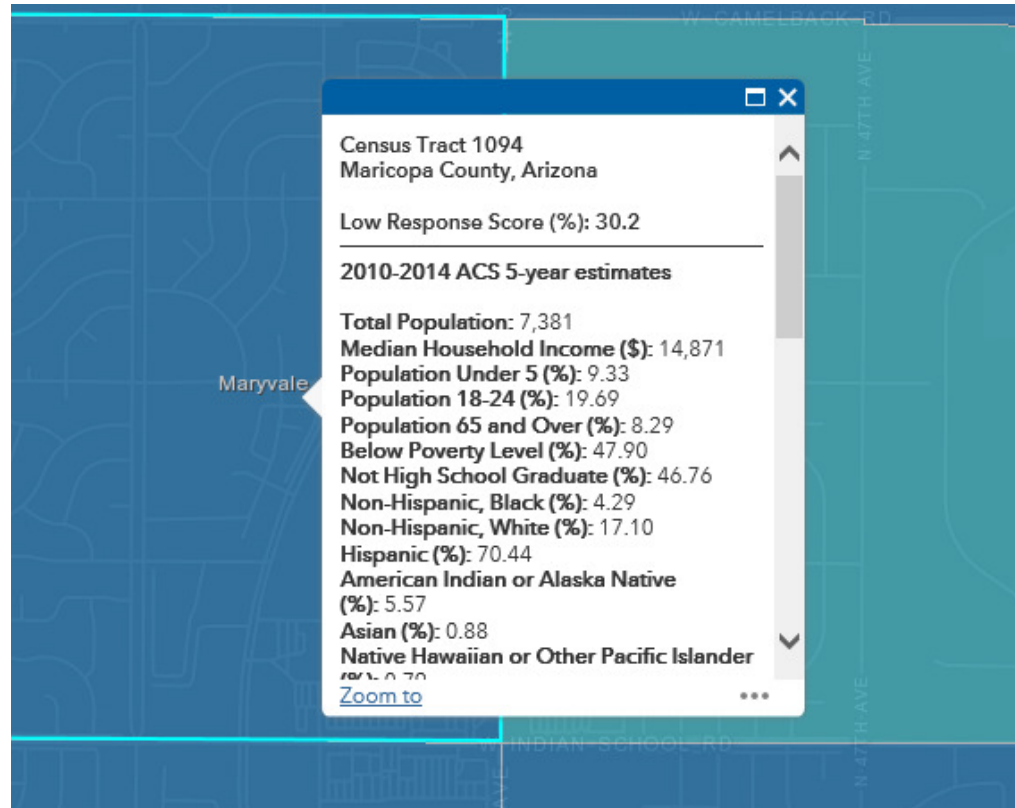 W CAMELBACK RD
N 47TH AVE
Census Tract 1094
Maricopa County, Arizona
Low Response Score (%): 30.2
2010-2014 ACS 5-year estimates
Total Population: 7,381
Median Household Income ($): 14,871
Population Under 5 (%): 9.33
Maryvale
Population 18-24 (%): 19.69
Population 65 and Over (%): 8.29
Below Poverty Level (%): 47.90
Not High School Graduate (%): 46.76
Non-Hispanic, Black (%): 4.29
Non-Hispanic, White (%): 17.10
Hispanic (%): 70.44
American Indian or Alaska Native
(%): 5.57
Asian (%): 0.88
Native Hawaiian or Other Pacific Islander
Zoom to
W INDIAN SCHOOL RD
N 47TH AVE
AVE